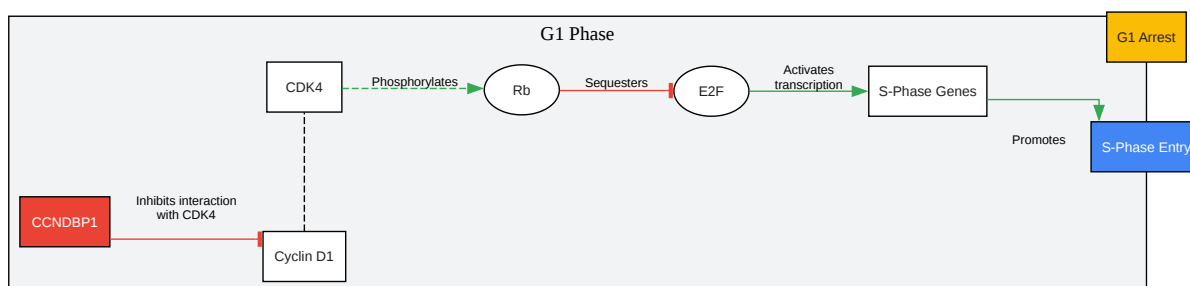 G1 Phase
G1 Arrest
CDK4
Phosphorylates
Rb
Sequesters
E2F
Activates
transcription
S-Phase Genes
Promotes
S-Phase Entry
CCNDBP1
Inhibits interaction
with CDK4
Cyclin D1